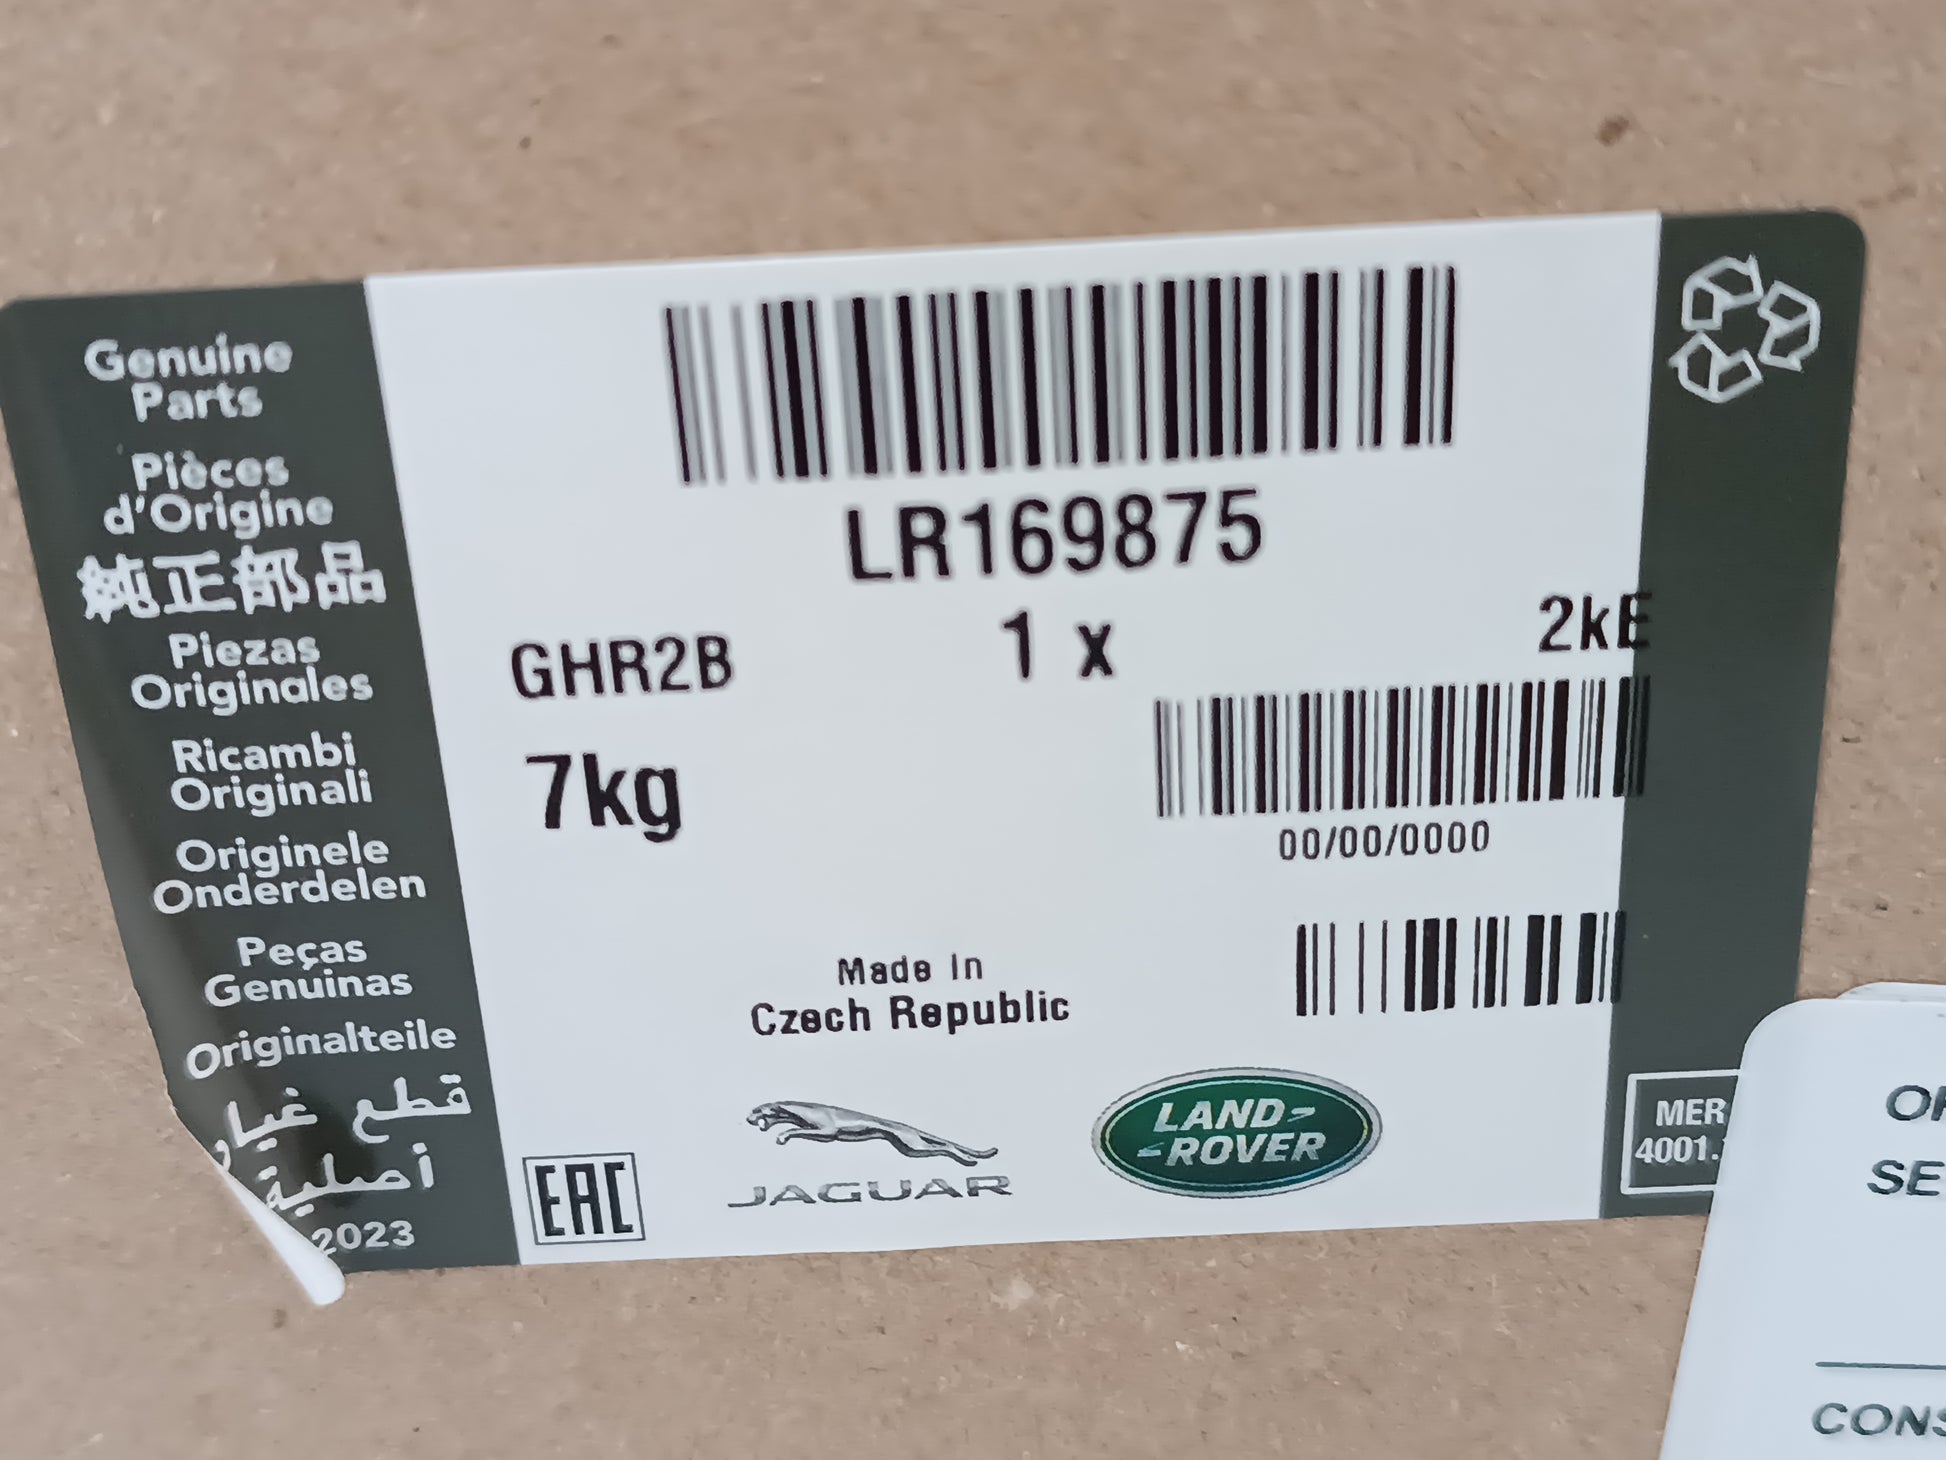 Genuine
Parts
Pièces
d'Origine
純正部品
Piezas
Originales
Ricambi
Originali
Originele
Onderdelen
Peças
Genuinas
Originalteile
قطع غيار
أصلية
2023
LR169875
GHR2B
1 x
2kE
7kg
00/00/0000
Made In
Czech Republic
EAC
JAGUAR
LAND-
-ROVER
MER
4001.
SE
CONS